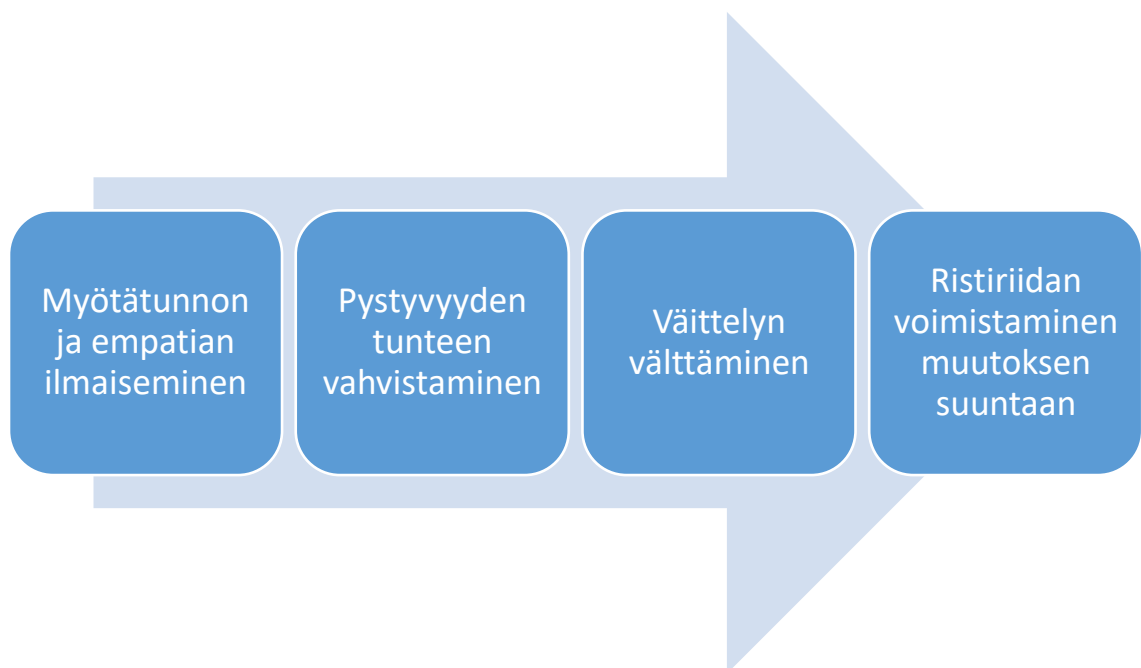 Myötätunnon
ja empatian
ilmaiseminen
Pystyvyyden
tunteen
vahvistaminen
Väittelyn
välttäminen
Ristiriidan
voimistaminen
muutoksen
suuntaan